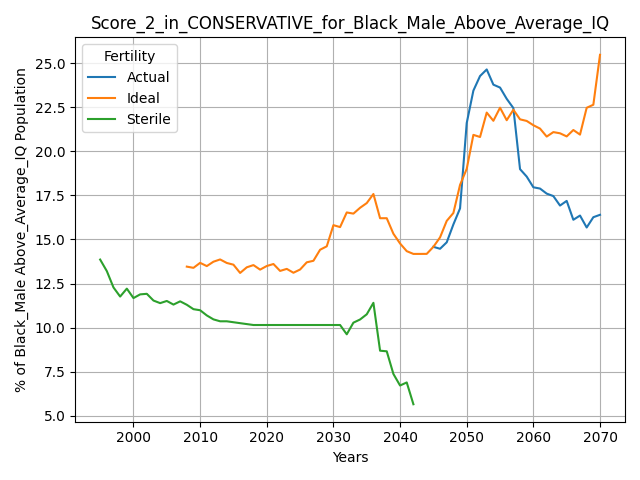 Score_2_in_CONSERVATIVE_for_Black_Male_Above_Average_IQ
Fertility
Actual
Ideal
Sterile
% of Black_Male Above_Average_IQ Population
25.0
22.5
20.0
17.5
15.0
12.5
10.0
7.5
5.0
2000
2010
2020
2030
2040
2050
2060
2070
Years